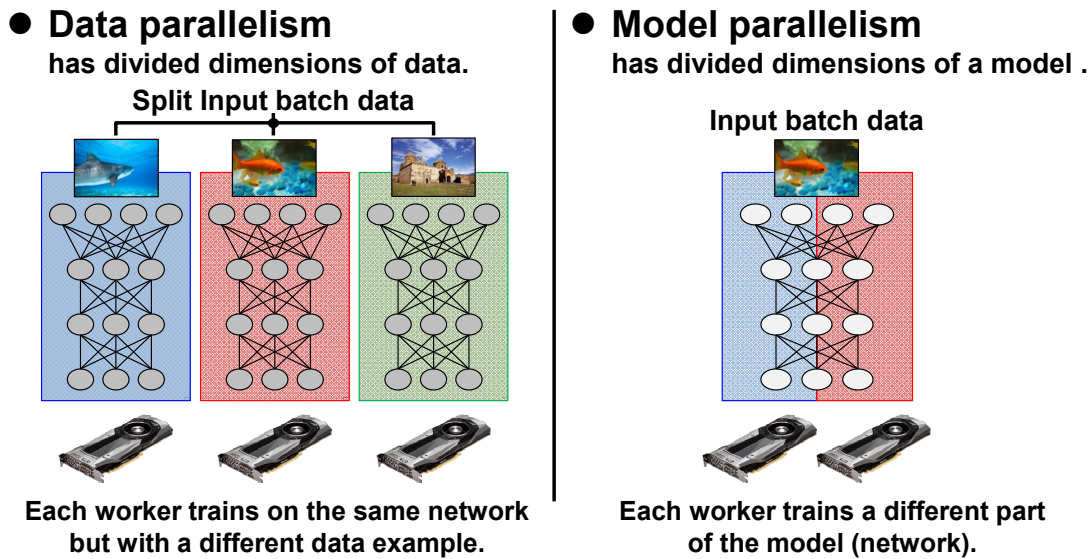 ● Data parallelism
has divided dimensions of data.
Split Input batch data
Each worker trains on the same network
but with a different data example.
● Model parallelism
has divided dimensions of a model .
Input batch data
Each worker trains a different part
of the model (network).